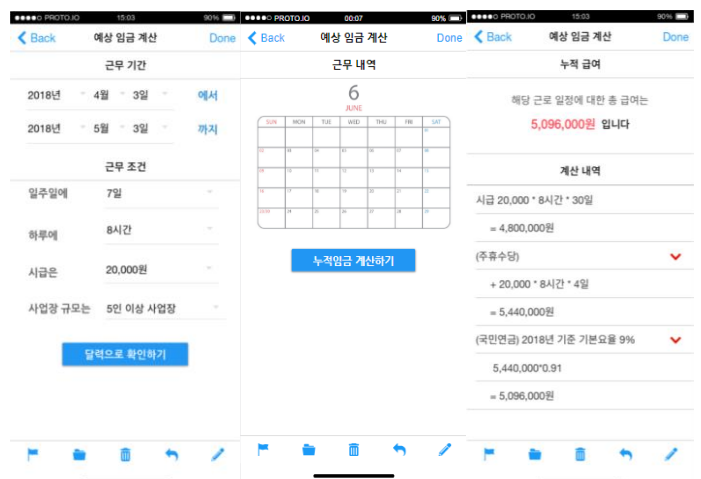 PROTO.IO 15:03 90%
Back 예상 임금 계산 Done
근무 기간
2018년 4월 3일 에서
2018년 5월 3일 까지
근무 조건
일주일에 7일
하루에 8시간
시급은 20,000원
사업장 규모는 5인 이상 사업장
달력으로 확인하기
PROTO.IO 00:07 90%
Back 예상 임금 계산 Done
근무 내역
6
JUNE
SUN MON TUE WED THU FRI SAT
누적임금 계산하기
PROTO.IO 15:03 90%
Back 예상 임금 계산 Done
누적 급여
해당 근로 일정에 대한 총 급여는
5,096,000원 입니다
계산 내역
시급 20,000 * 8시간 * 30일
= 4,800,000원
(주휴수당)
+ 20,000 * 8시간 * 4일
= 5,440,000원
(국민연금) 2018년 기준 기본요율 9%
5,440,000*0.91
= 5,096,000원